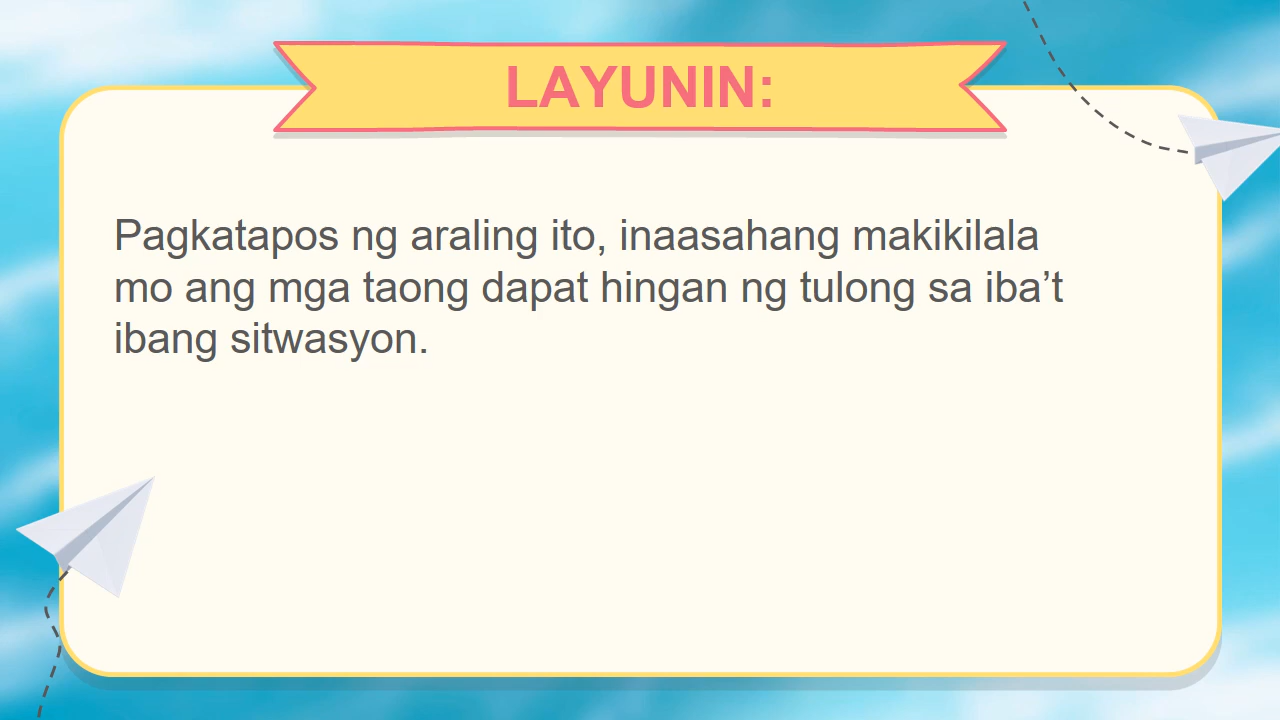 LAYUNIN:
Pagkatapos ng araling ito, inaasahang makikilala
mo ang mga taong dapat hingan ng tulong sa iba’t
ibang sitwasyon.